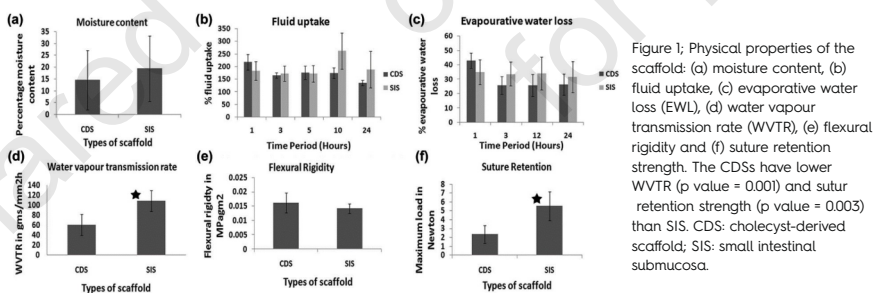 (a)
Moisture content
Percentage moisture
content
35
30
25
20
15
10
5
0
CDS
SIS
Types of scaffold
(b)
Fluid uptake
% fluid uptake
350
300
250
200
150
100
50
0
CDS
SIS
1
3
5
10
24
Time Period (Hours)
(c)
Evapourative water loss
% evapourative water
loss
60
50
40
30
20
10
0
CDS
SIS
1
3
12
24
Time Period (Hours)
(d)
Water vapour transmission rate
WVTR in gms/mm2h
140
120
100
80
60
40
20
0
CDS
SIS
Types of scaffold
(e)
Flexural Rigidity
Flexural rigidty in
MPagm2
0.025
0.02
0.015
0.01
0.005
0
CDS
SIS
Types of scaffold
(f)
Suture Retention
Maximum load in
Newton
8
7
6
5
4
3
2
1
0
CDS
SIS
Types of scaffold
Figure 1; Physical properties of the
scaffold: (a) moisture content, (b)
fluid uptake, (c) evaporative water
loss (EWL), (d) water vapour
transmission rate (WVTR), (e) flexural
rigidity and (f) suture retention
strength. The CDSs have lower
WVTR (p value = 0.001) and sutur
retention strength (p value = 0.003)
than SIS. CDS: cholecyst-derived
scaffold; SIS: small intestinal
submucosa.